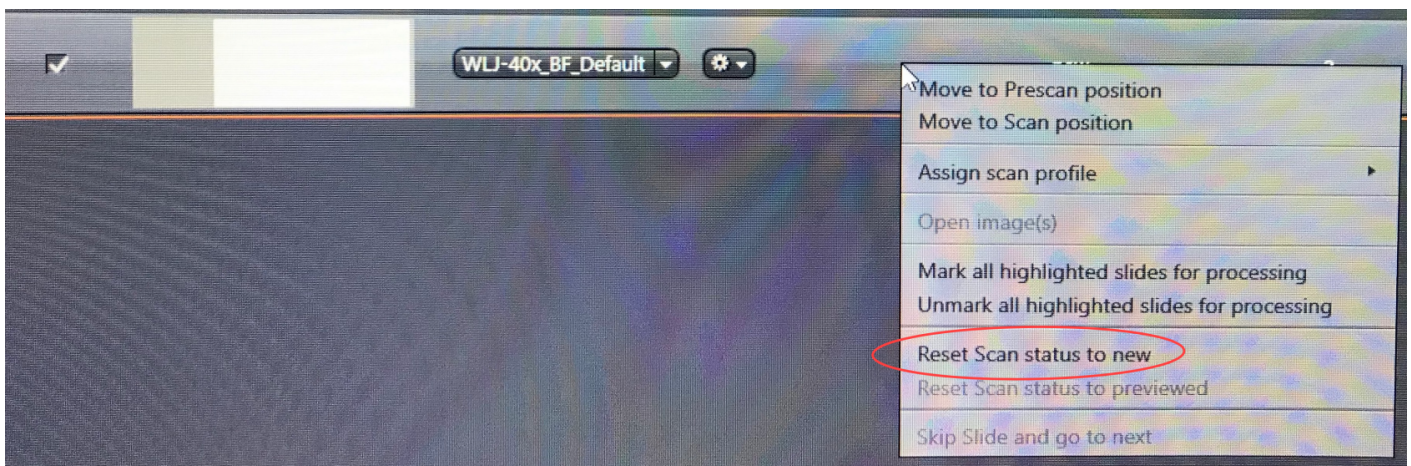 WLJ-40x_BF_Default
Move to Prescan position
Move to Scan position
Assign scan profile
Open image(s)
Mark all highlighted slides for processing
Unmark all highlighted slides for processing
Reset Scan status to new
Reset Scan status to previewed
Skip Slide and go to next